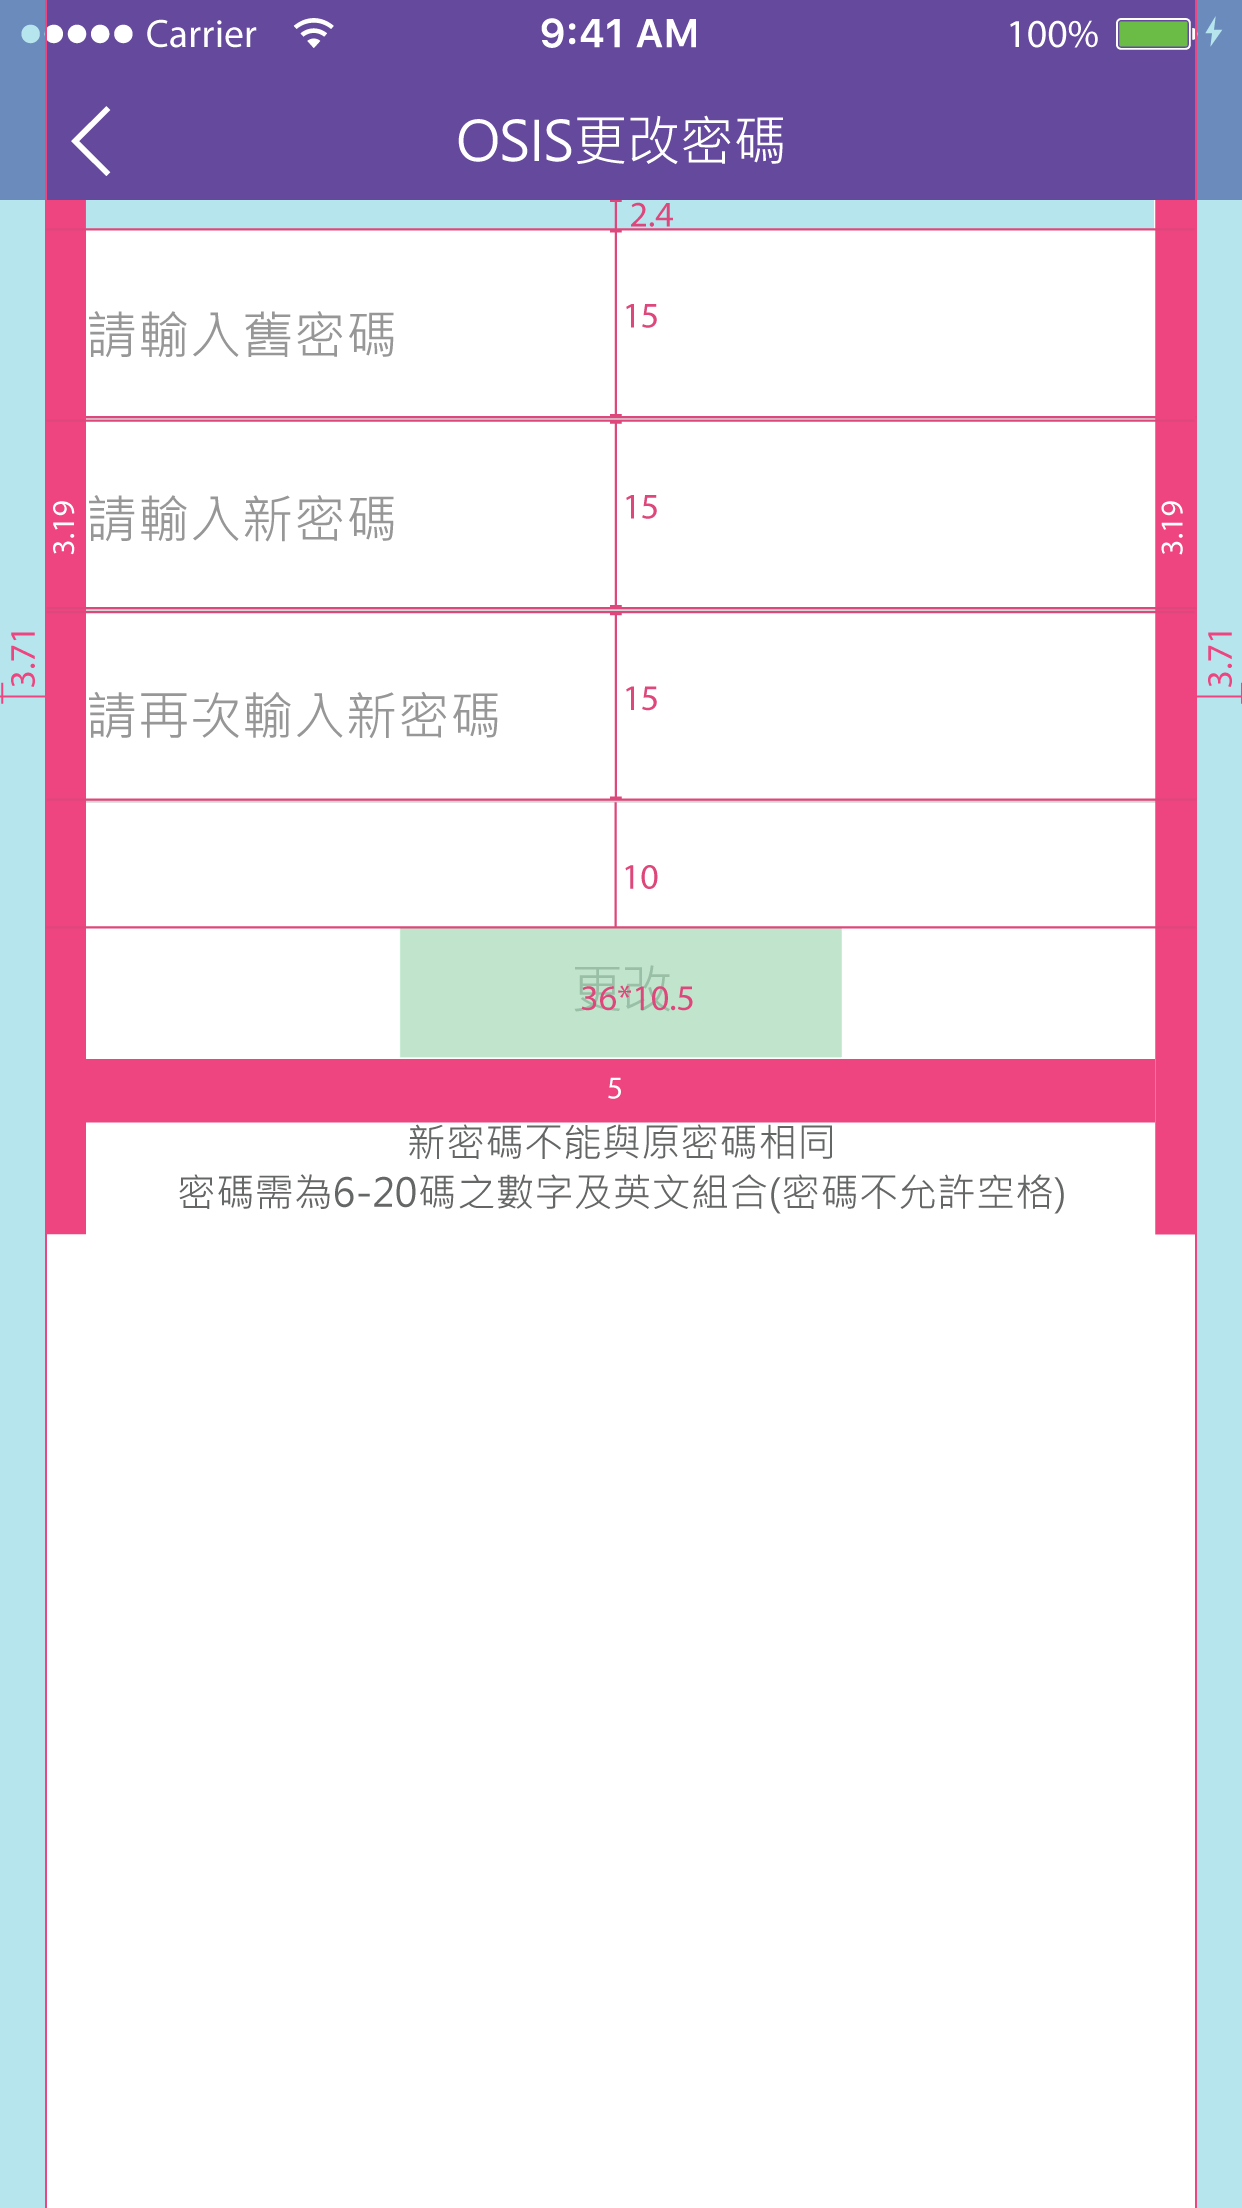 Carrier 9:41 AM 100%
OSIS更改密碼
2.4
請輸入舊密碼 15
請輸入新密碼 15
3.19 3.19
3.71 3.71
請再次輸入新密碼 15
10
更改
36*10.5
5
新密碼不能與原密碼相同
密碼需為6-20碼之數字及英文組合(密碼不允許空格)